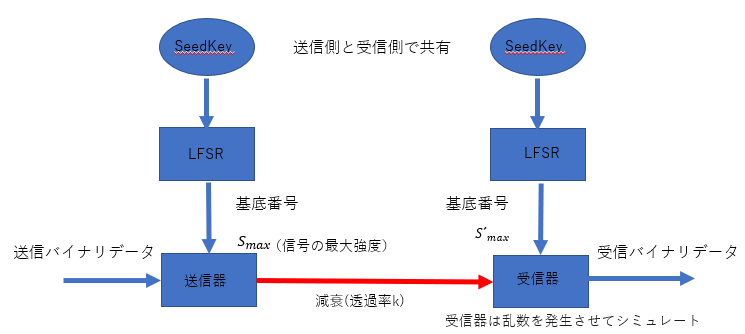 SeedKey
送信側と受信側で共有
SeedKey
LFSR
LFSR
基底番号
基底番号
送信バイナリデータ
Smax (信号の最大強度)
S´max
受信バイナリデータ
送信器
受信器
減衰(透過率k)
受信器は乱数を発生させてシミュレート